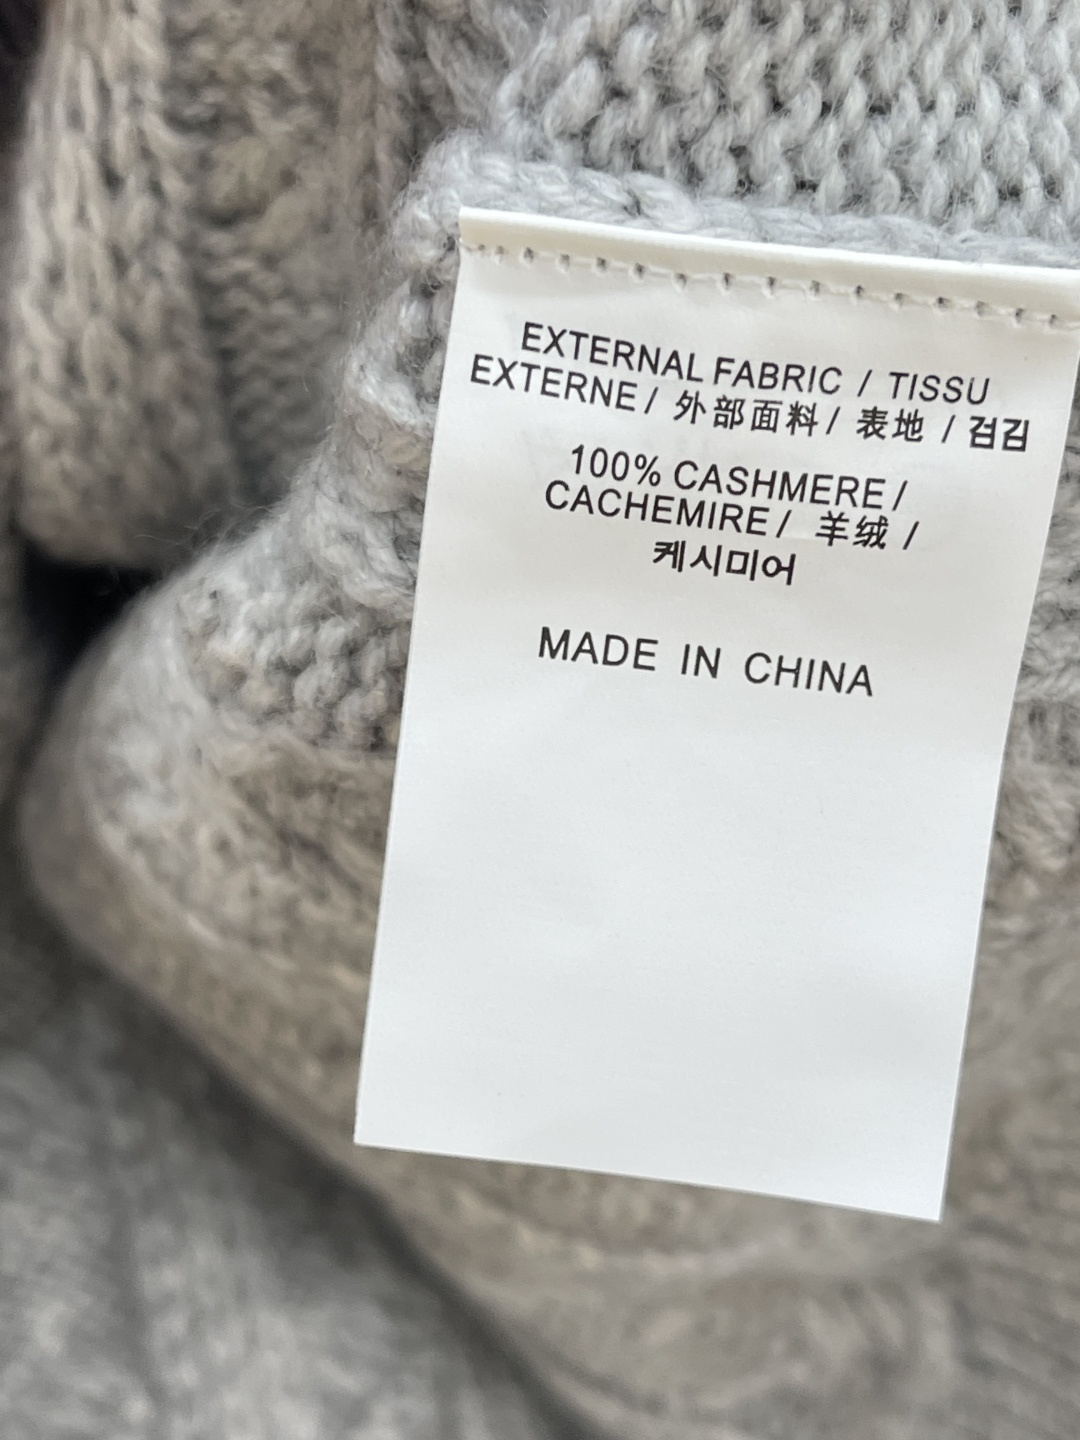 EXTERNAL FABRIC / TISSU
EXTERNE / 外部面料 / 表地 / 겉감
100% CASHMERE /
CACHEMIRE / 羊绒 /
케시미어
MADE IN CHINA